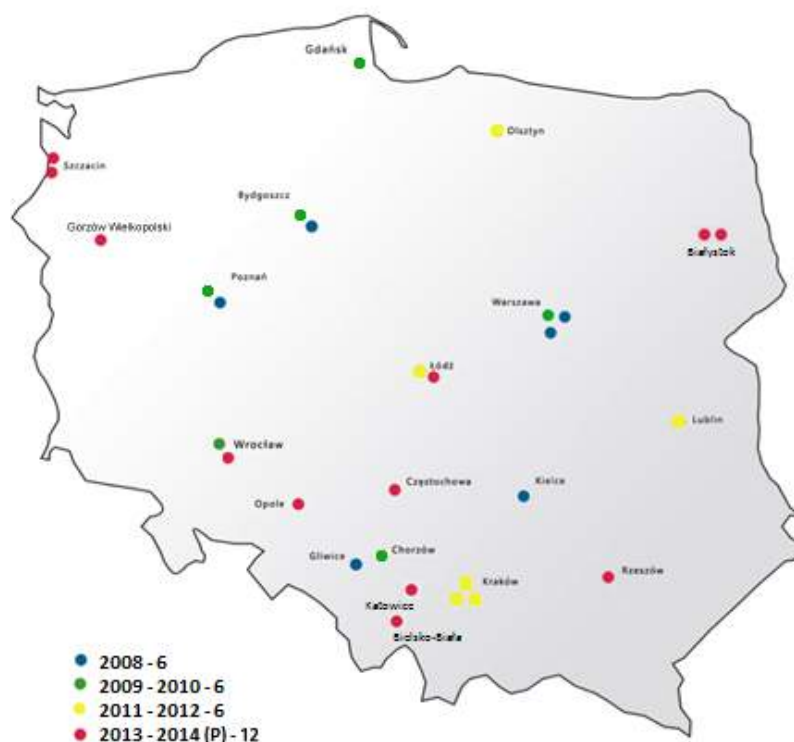 Gdańsk
Olsztyn
Szczacin
Bydgoszcz
Gorzów Wielkopolski
Białystok
Poznań
Warszawa
Łódź
Lublin
Wrocław
Częstochowa
Kielce
Opole
Chorzów
Gliwice
Kraków
Rzeszów
Katowice
Bielsko-Biała
2008 - 6
2009 - 2010 - 6
2011 - 2012 - 6
2013 - 2014 (P) - 12